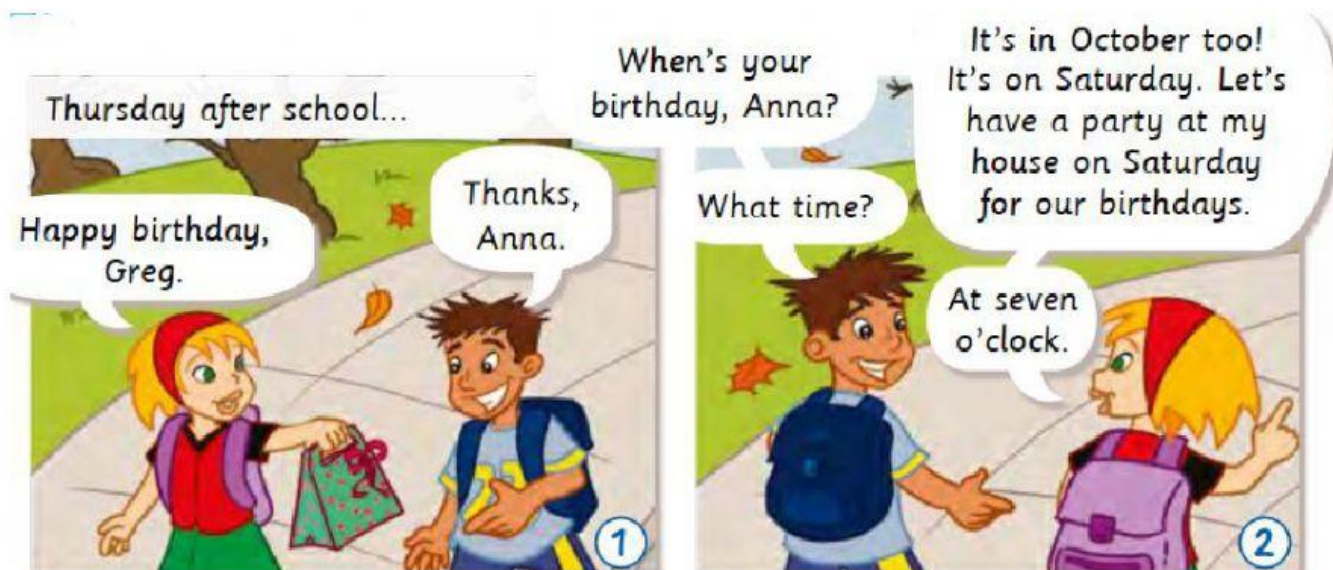 Thursday after school...
Happy birthday,
Greg.
Thanks,
Anna.
1
When's your
birthday, Anna?
It's in October too!
It's on Saturday. Let's
have a party at my
house on Saturday
for our birthdays.
What time?
At seven
o'clock.
2